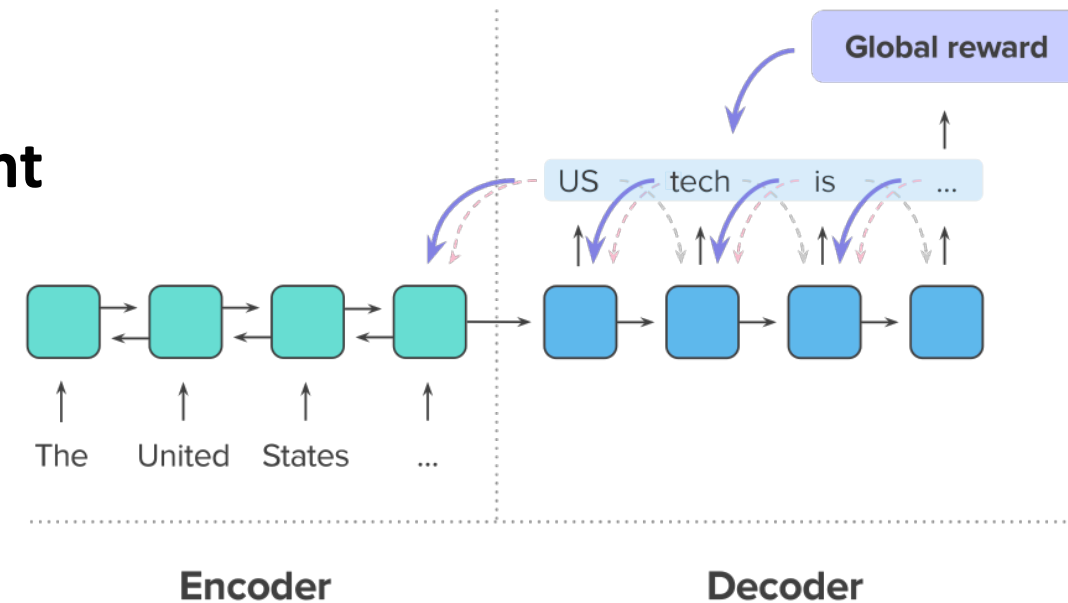 Global reward
nt
US tech is ...
The United States ...
Encoder Decoder